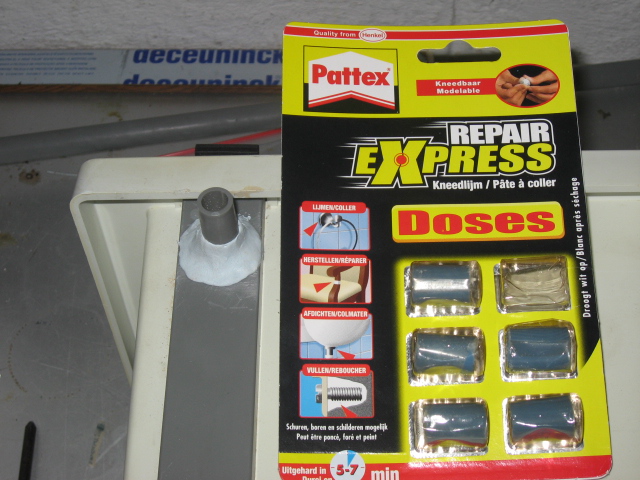 Quality from Henkel
deceuninck
deceuninck
Pattex
Kneedbaar
Modelable
REPAIR
EXPRESS
Kneedlijm / Pâte à coller
LIJMEN/COLLER
Doses
HERSTELLEN/RÉPARER
AFDICHTEN/COLMATER
VULLEN/REBOUCHER
Droogt wit op/Blanc après séchage
Schuren, boren en schilderen mogelijk
Peut être poncé, foré et peint
Uitgehard in
Durci en
5-7 min